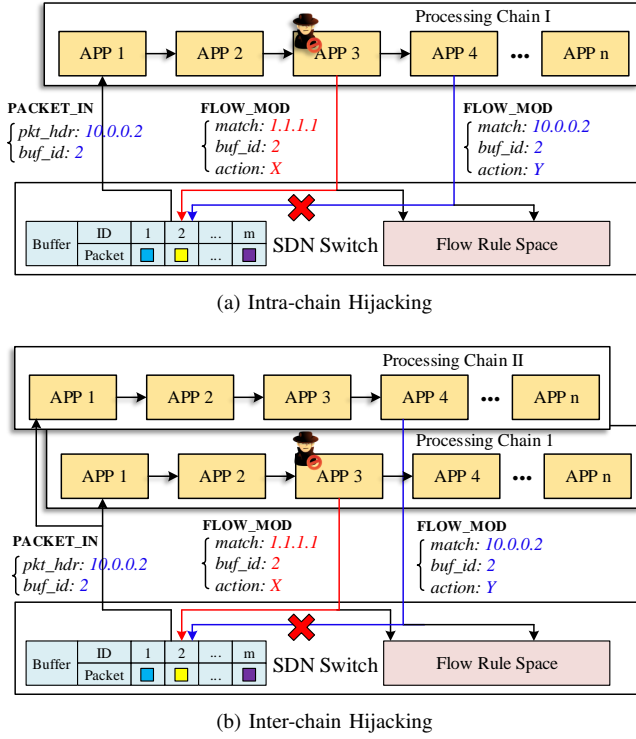 Processing Chain I
APP 1
APP 2
APP 3
APP 4
...
APP n
PACKET_IN
pkt_hdr: 10.0.0.2
buf_id: 2
FLOW_MOD
match: 1.1.1.1
buf_id: 2
action: X
FLOW_MOD
match: 10.0.0.2
buf_id: 2
action: Y
Buffer
ID 1 2 ... m
Packet ...
SDN Switch
Flow Rule Space
(a) Intra-chain Hijacking
Processing Chain II
APP 1
APP 2
APP 3
APP 4
...
APP n
Processing Chain 1
APP 1
APP 2
APP 3
APP 4
...
APP n
PACKET_IN
pkt_hdr: 10.0.0.2
buf_id: 2
FLOW_MOD
match: 1.1.1.1
buf_id: 2
action: X
FLOW_MOD
match: 10.0.0.2
buf_id: 2
action: Y
Buffer
ID 1 2 ... m
Packet ...
SDN Switch
Flow Rule Space
(b) Inter-chain Hijacking